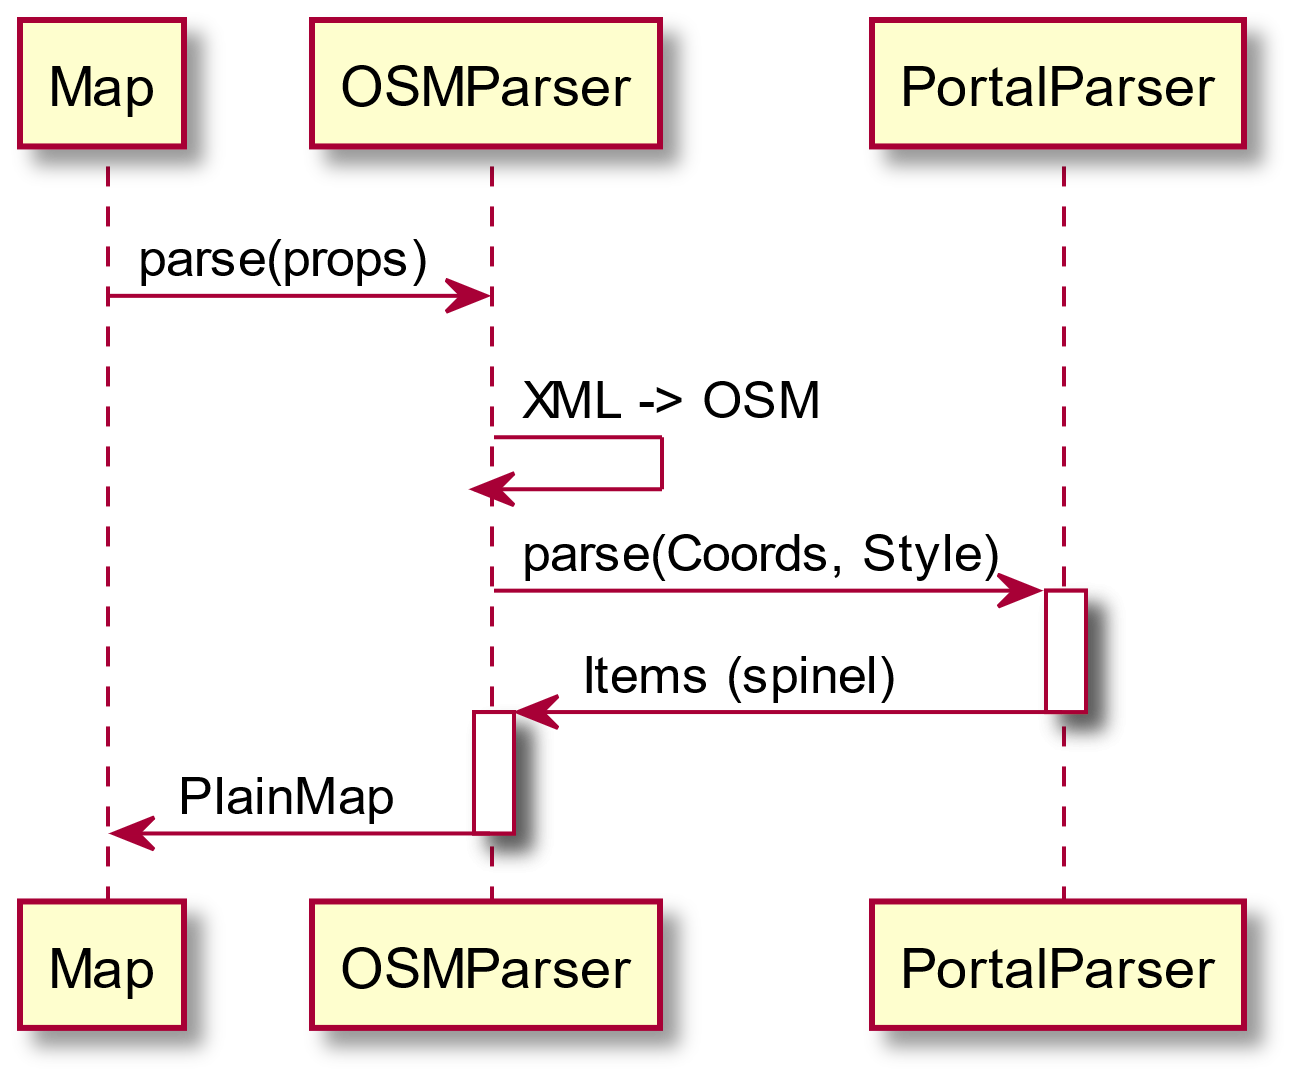 Map
OSMParser
PortalParser
parse(props)
XML -> OSM
parse(Coords, Style)
Items (spinel)
PlainMap
Map
OSMParser
PortalParser